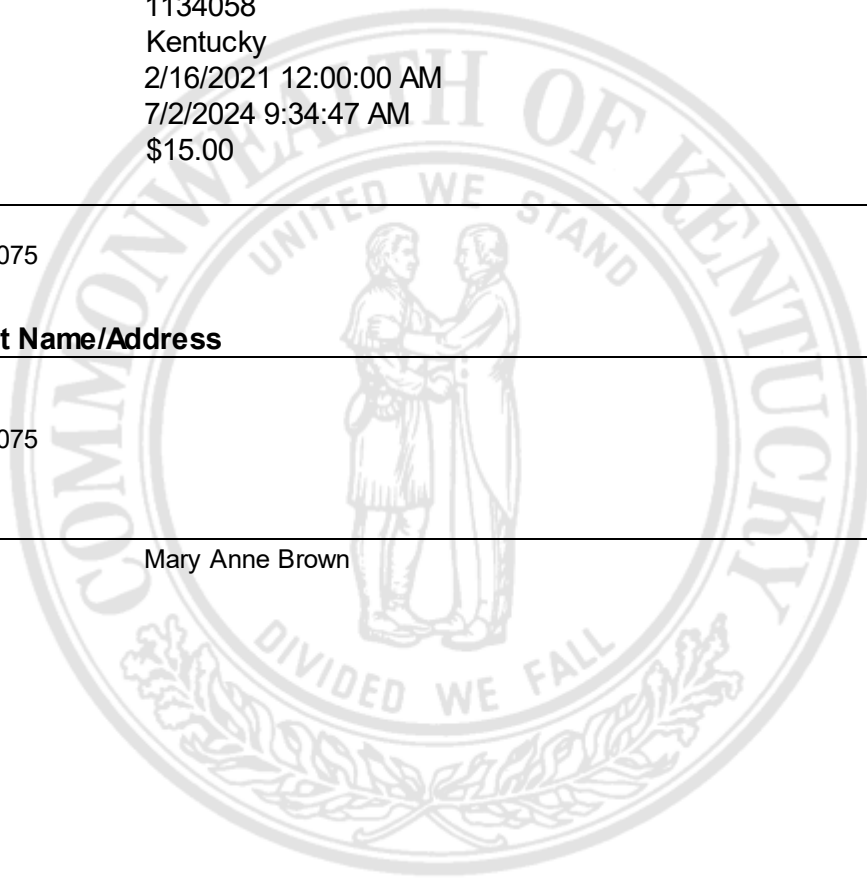 1134058
Kentucky
2/16/2021 12:00:00 AM
7/2/2024 9:34:47 AM
$15.00
075
t Name/Address
075
Mary Anne Brown
COMMONWEALTH OF KENTUCKY
UNITED WE STAND
DIVIDED WE FALL